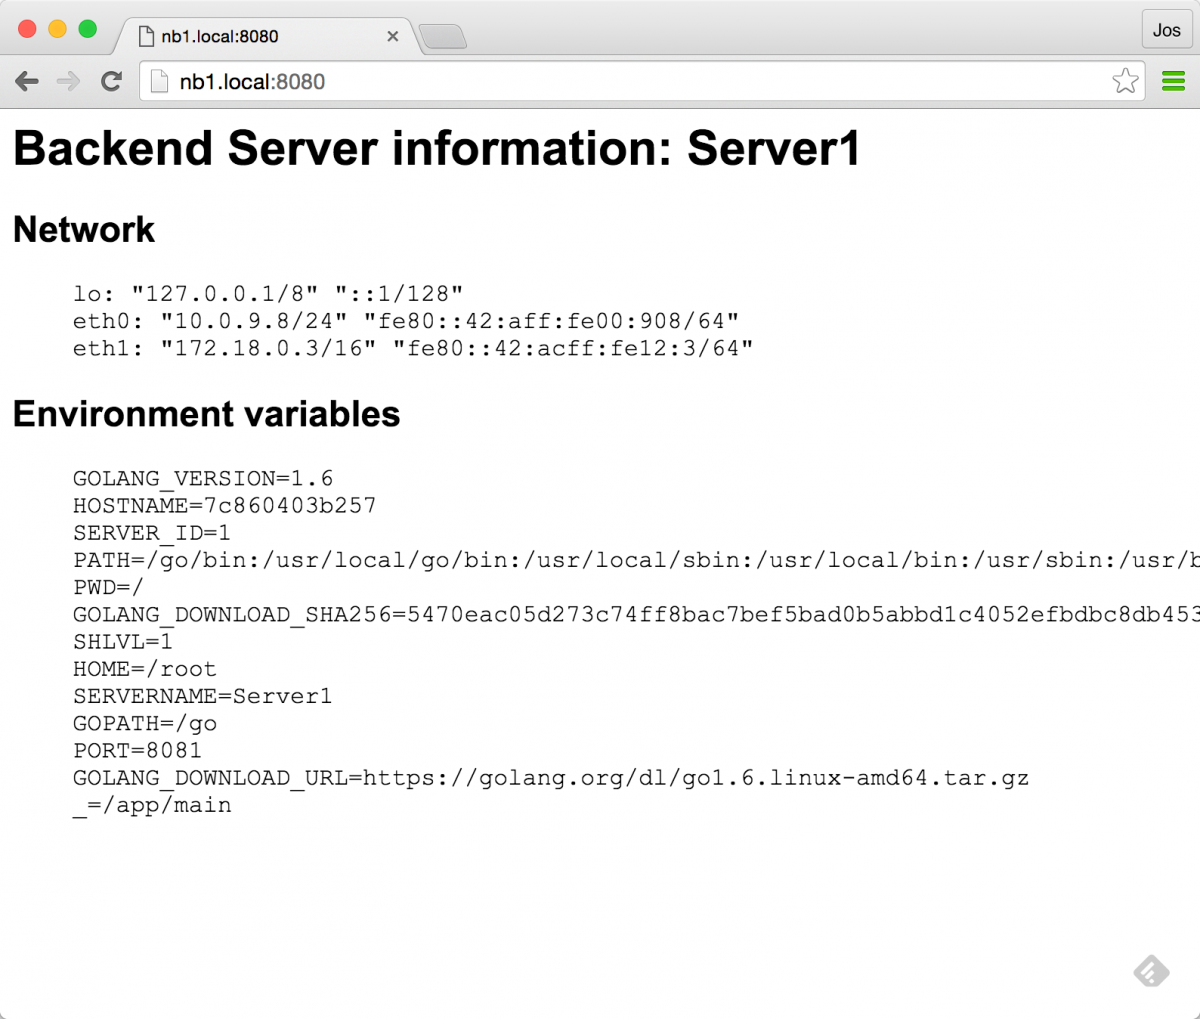 nb1.local:8080
Jos
nb1.local:8080
Backend Server information: Server1
Network
lo: "127.0.0.1/8" "::1/128"
eth0: "10.0.9.8/24" "fe80::42:aff:fe00:908/64"
eth1: "172.18.0.3/16" "fe80::42:acff:fe12:3/64"
Environment variables
GOLANG_VERSION=1.6
HOSTNAME=7c860403b257
SERVER_ID=1
PATH=/go/bin:/usr/local/go/bin:/usr/local/sbin:/usr/local/bin:/usr/sbin:/usr/b
PWD=/
GOLANG_DOWNLOAD_SHA256=5470eac05d273c74ff8bac7bef5bad0b5abbd1c4052efbdbc8db453
SHLVL=1
HOME=/root
SERVERNAME=Server1
GOPATH=/go
PORT=8081
GOLANG_DOWNLOAD_URL=https://golang.org/dl/go1.6.linux-amd64.tar.gz
_=/app/main